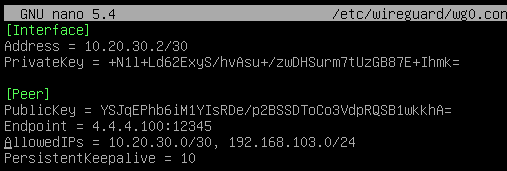 GNU nano 5.4 /etc/wireguard/wg0.con
[Interface]
Address = 10.20.30.2/30
PrivateKey = +N1l+Ld62ExyS/hvAsu+/zwDHSurm7tUzGB87E+Ihmk=
[Peer]
PublicKey = YSJqEPhb6iM1YIsRDe/p2BSSDToCo3VdpRQSB1wkkhA=
Endpoint = 4.4.4.100:12345
AllowedIPs = 10.20.30.0/30, 192.168.103.0/24
PersistentKeepalive = 10